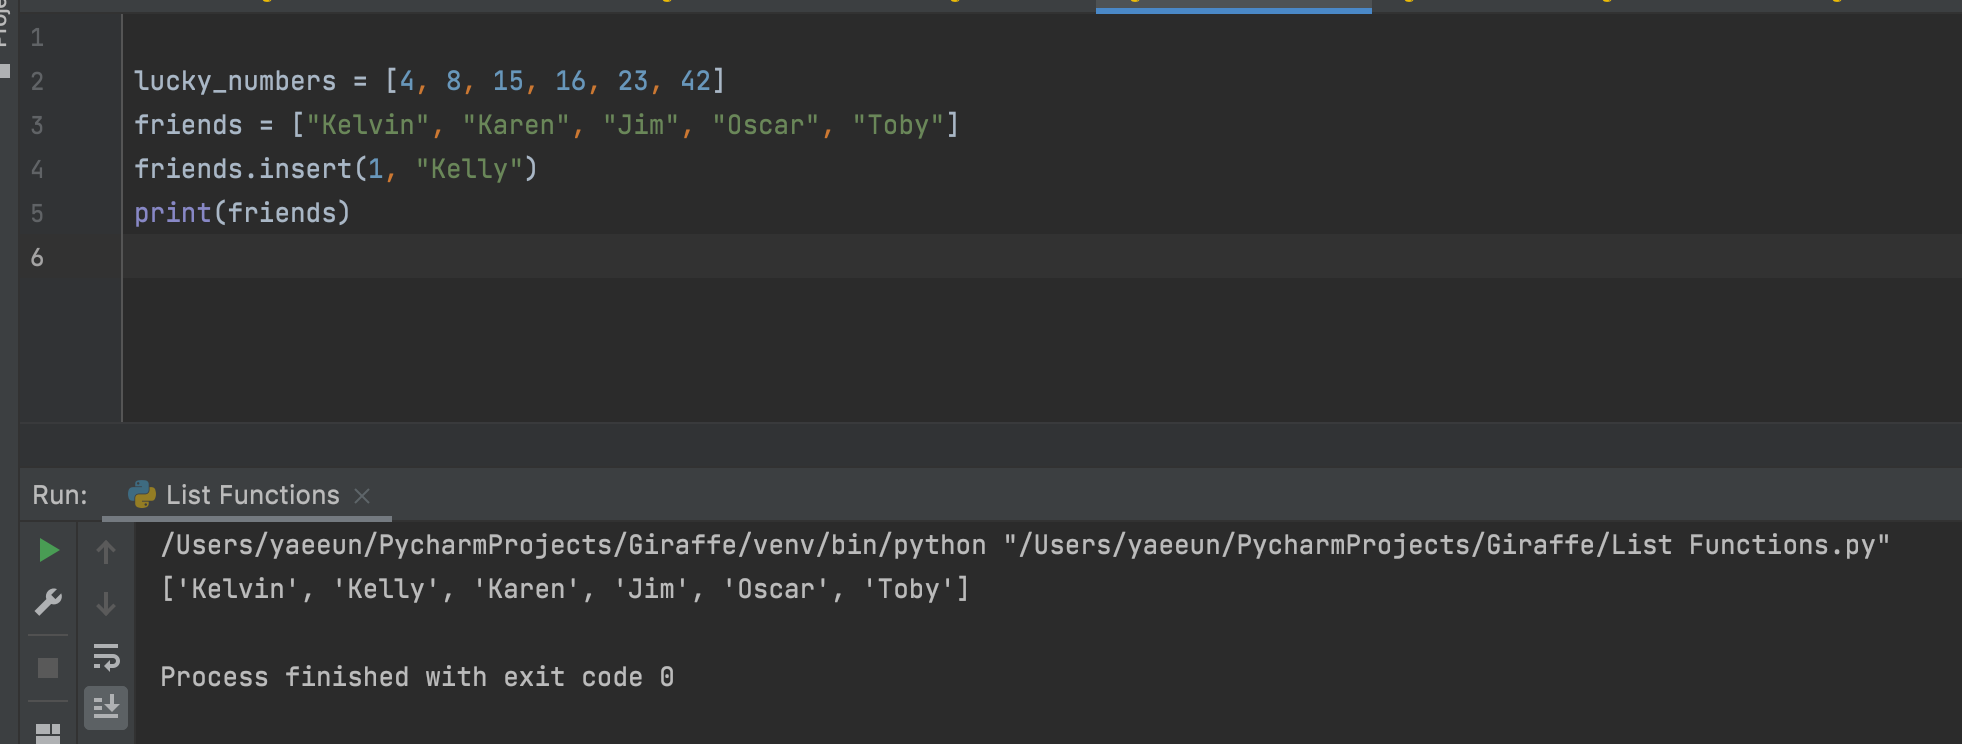 1
2 lucky_numbers = [4, 8, 15, 16, 23, 42]
3 friends = ["Kelvin", "Karen", "Jim", "Oscar", "Toby"]
4 friends.insert(1, "Kelly")
5 print(friends)
6
Run: List Functions
/Users/yaeeun/PycharmProjects/Giraffe/venv/bin/python "/Users/yaeeun/PycharmProjects/Giraffe/List Functions.py"
['Kelvin', 'Kelly', 'Karen', 'Jim', 'Oscar', 'Toby']
Process finished with exit code 0